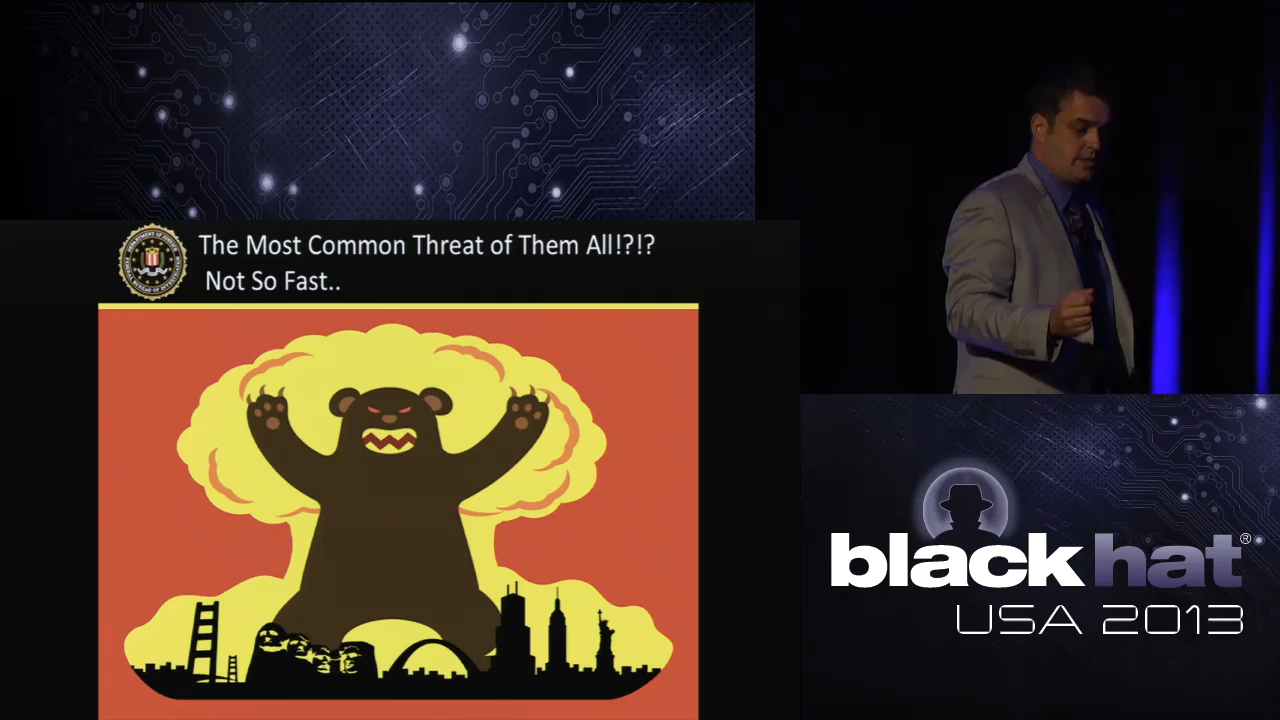 The Most Common Threat of Them All!?!?
Not So Fast..
black hat®
USA 2013